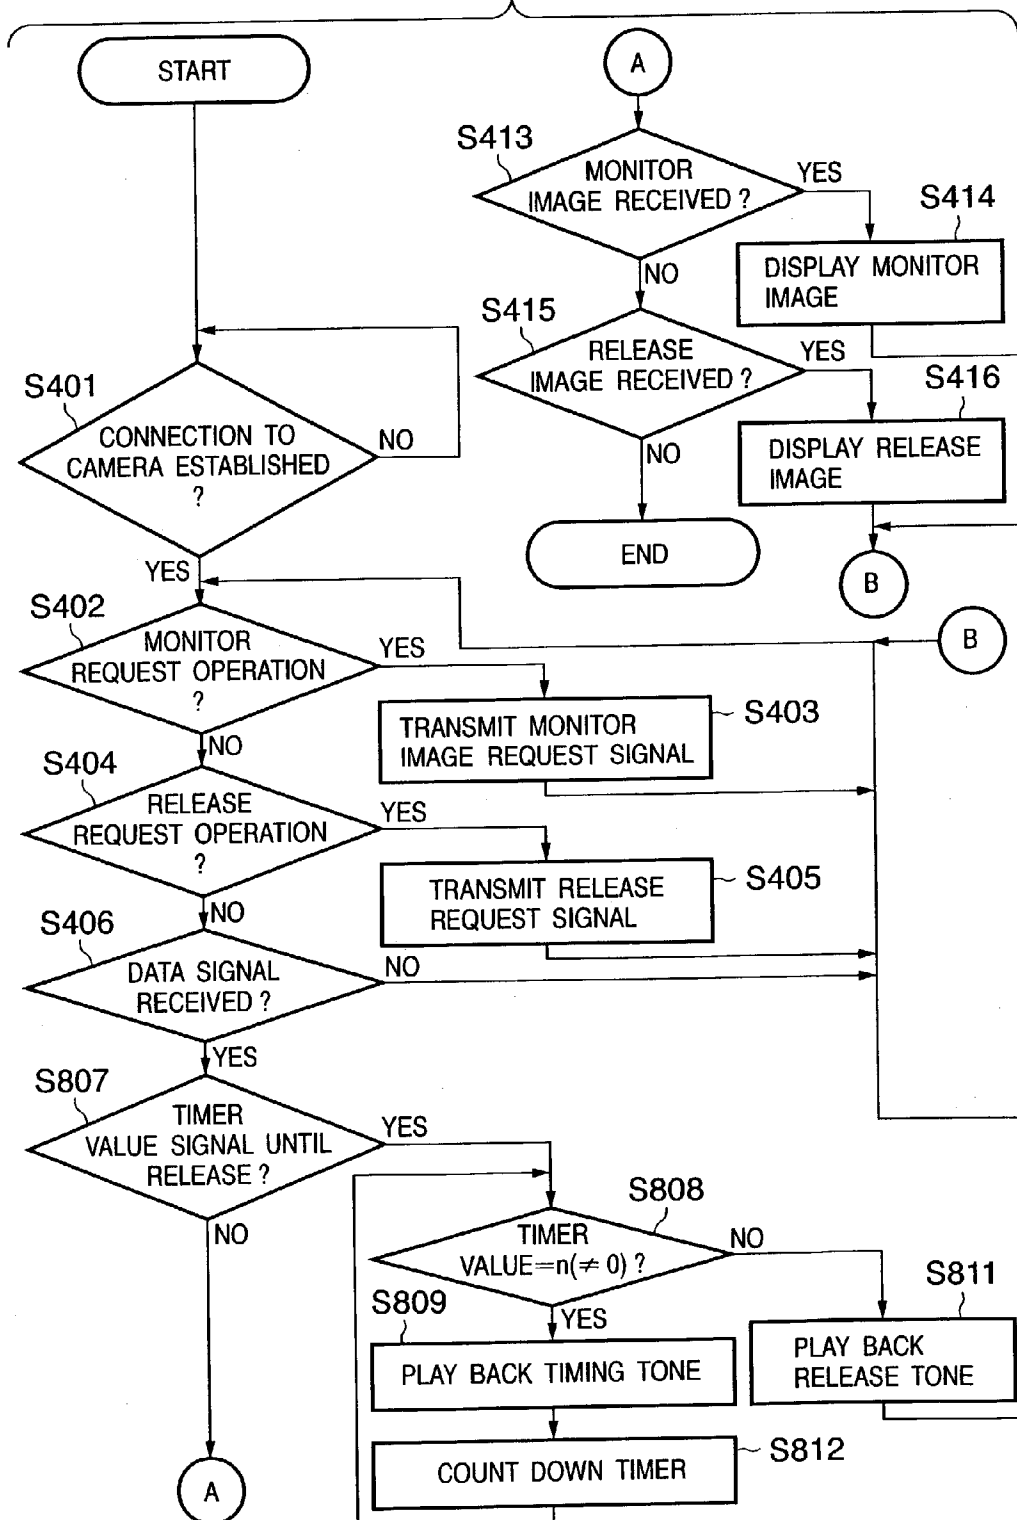 START
S401
CONNECTION TO
CAMERA ESTABLISHED
?
NO
YES
S402
MONITOR
REQUEST OPERATION
?
YES
NO
S403
TRANSMIT MONITOR
IMAGE REQUEST SIGNAL
S404
RELEASE
REQUEST OPERATION
?
YES
NO
S405
TRANSMIT RELEASE
REQUEST SIGNAL
S406
DATA SIGNAL
RECEIVED ?
NO
YES
S807
TIMER
VALUE SIGNAL UNTIL
RELEASE ?
YES
NO
A
S808
TIMER
VALUE=n(≠ 0) ?
NO
YES
S809
PLAY BACK TIMING TONE
S811
PLAY BACK
RELEASE TONE
S812
COUNT DOWN TIMER
A
S413
MONITOR
IMAGE RECEIVED ?
YES
NO
S414
DISPLAY MONITOR
IMAGE
S415
RELEASE
IMAGE RECEIVED ?
YES
NO
S416
DISPLAY RELEASE
IMAGE
END
B
B